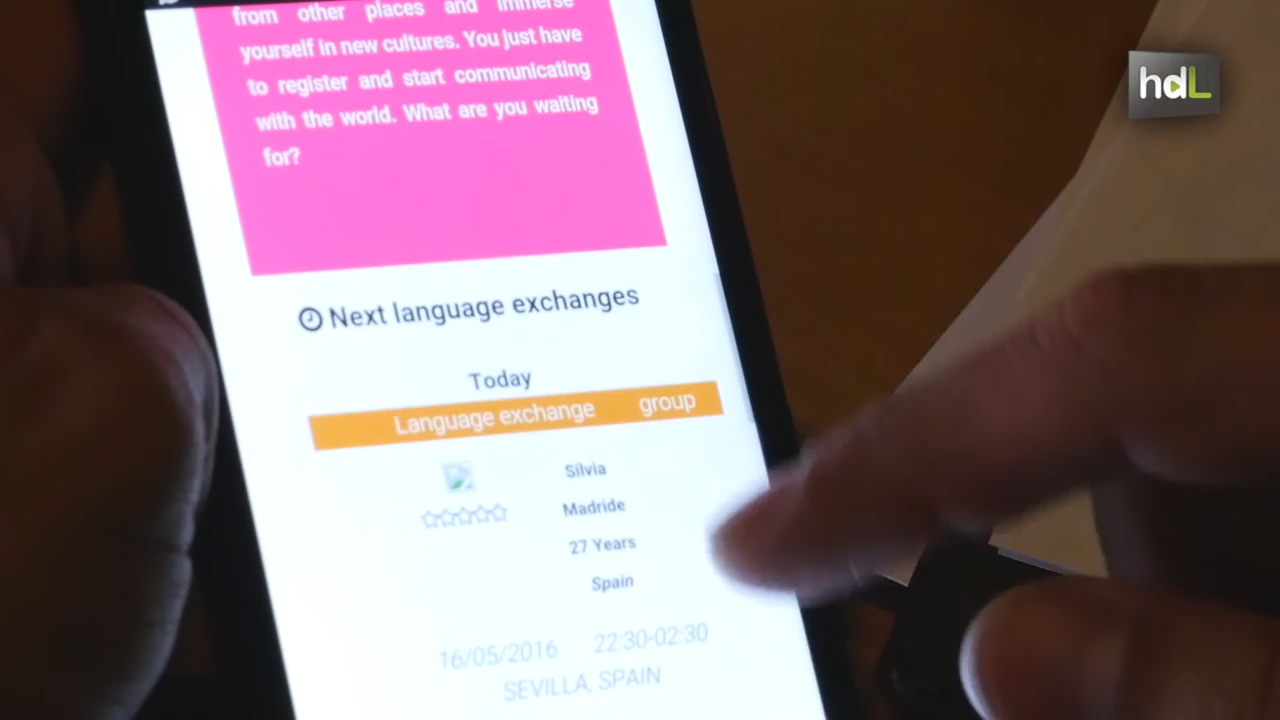 from other places and immerse
yourself in new cultures. You just have
to register and start communicating
with the world. What are you waiting
for?
hdL
Next language exchanges
Today
Language exchange group
Silvia
Madride
27 Years
Spain
16/05/2016 22:30-02:30
SEVILLA, SPAIN